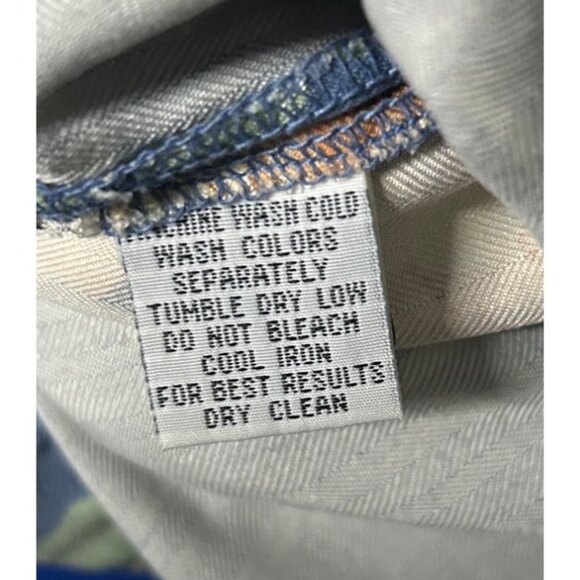 MACHINE WASH COLD
WASH COLORS
SEPARATELY
TUMBLE DRY LOW
DO NOT BLEACH
COOL IRON
FOR BEST RESULTS
DRY CLEAN